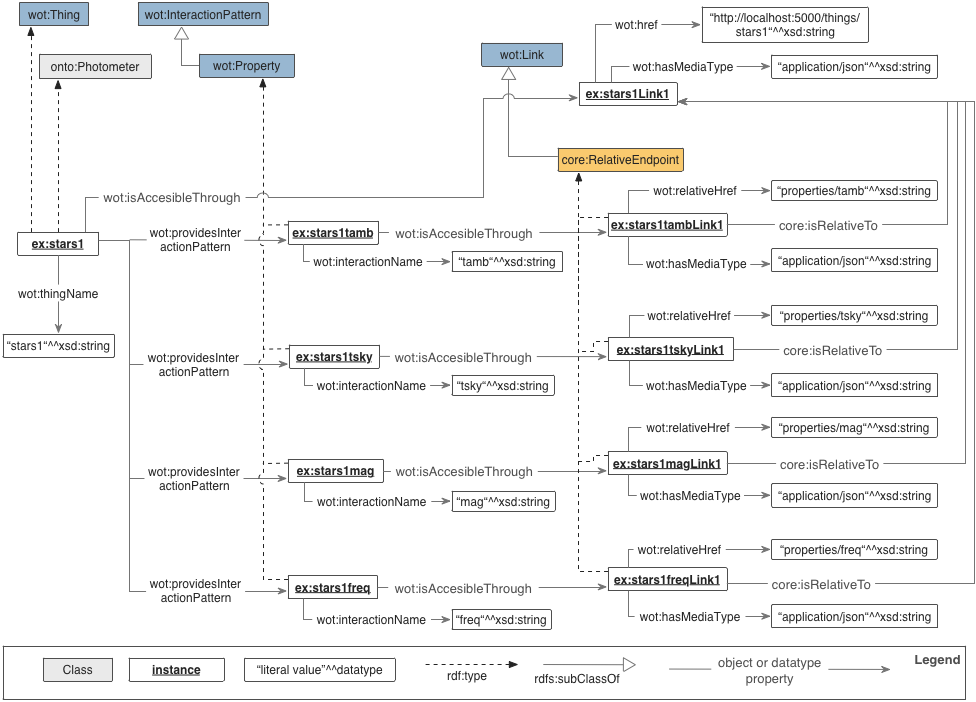 wot:Thing
wot:InteractionPattern
wot:href
"http://localhost:5000/things/
stars1"^^xsd:string
onto:Photometer
wot:Property
wot:Link
wot:hasMediaType
"application/json"^^xsd:string
ex:stars1Link1
core:RelativeEndpoint
wot:isAccesibleThrough
wot:relativeHref
"properties/tamb"^^xsd:string
ex:stars1
wot:providesInter
actionPattern
ex:stars1tamb
wot:isAccesibleThrough
ex:stars1tambLink1
core:isRelativeTo
wot:interactionName
"tamb"^^xsd:string
wot:hasMediaType
"application/json"^^xsd:string
wot:thingName
"stars1"^^xsd:string
wot:relativeHref
"properties/tsky"^^xsd:string
wot:providesInter
actionPattern
ex:stars1tsky
wot:isAccesibleThrough
ex:stars1tskyLink1
core:isRelativeTo
wot:interactionName
"tsky"^^xsd:string
wot:hasMediaType
"application/json"^^xsd:string
wot:relativeHref
"properties/mag"^^xsd:string
wot:providesInter
actionPattern
ex:stars1mag
wot:isAccesibleThrough
ex:stars1magLink1
core:isRelativeTo
wot:interactionName
"mag"^^xsd:string
wot:hasMediaType
"application/json"^^xsd:string
wot:relativeHref
"properties/freq"^^xsd:string
wot:providesInter
actionPattern
ex:stars1freq
wot:isAccesibleThrough
ex:stars1freqLink1
core:isRelativeTo
wot:interactionName
"freq"^^xsd:string
wot:hasMediaType
"application/json"^^xsd:string
Legend
Class
instance
"literal value"^^datatype
rdf:type
rdfs:subClassOf
object or datatype
property